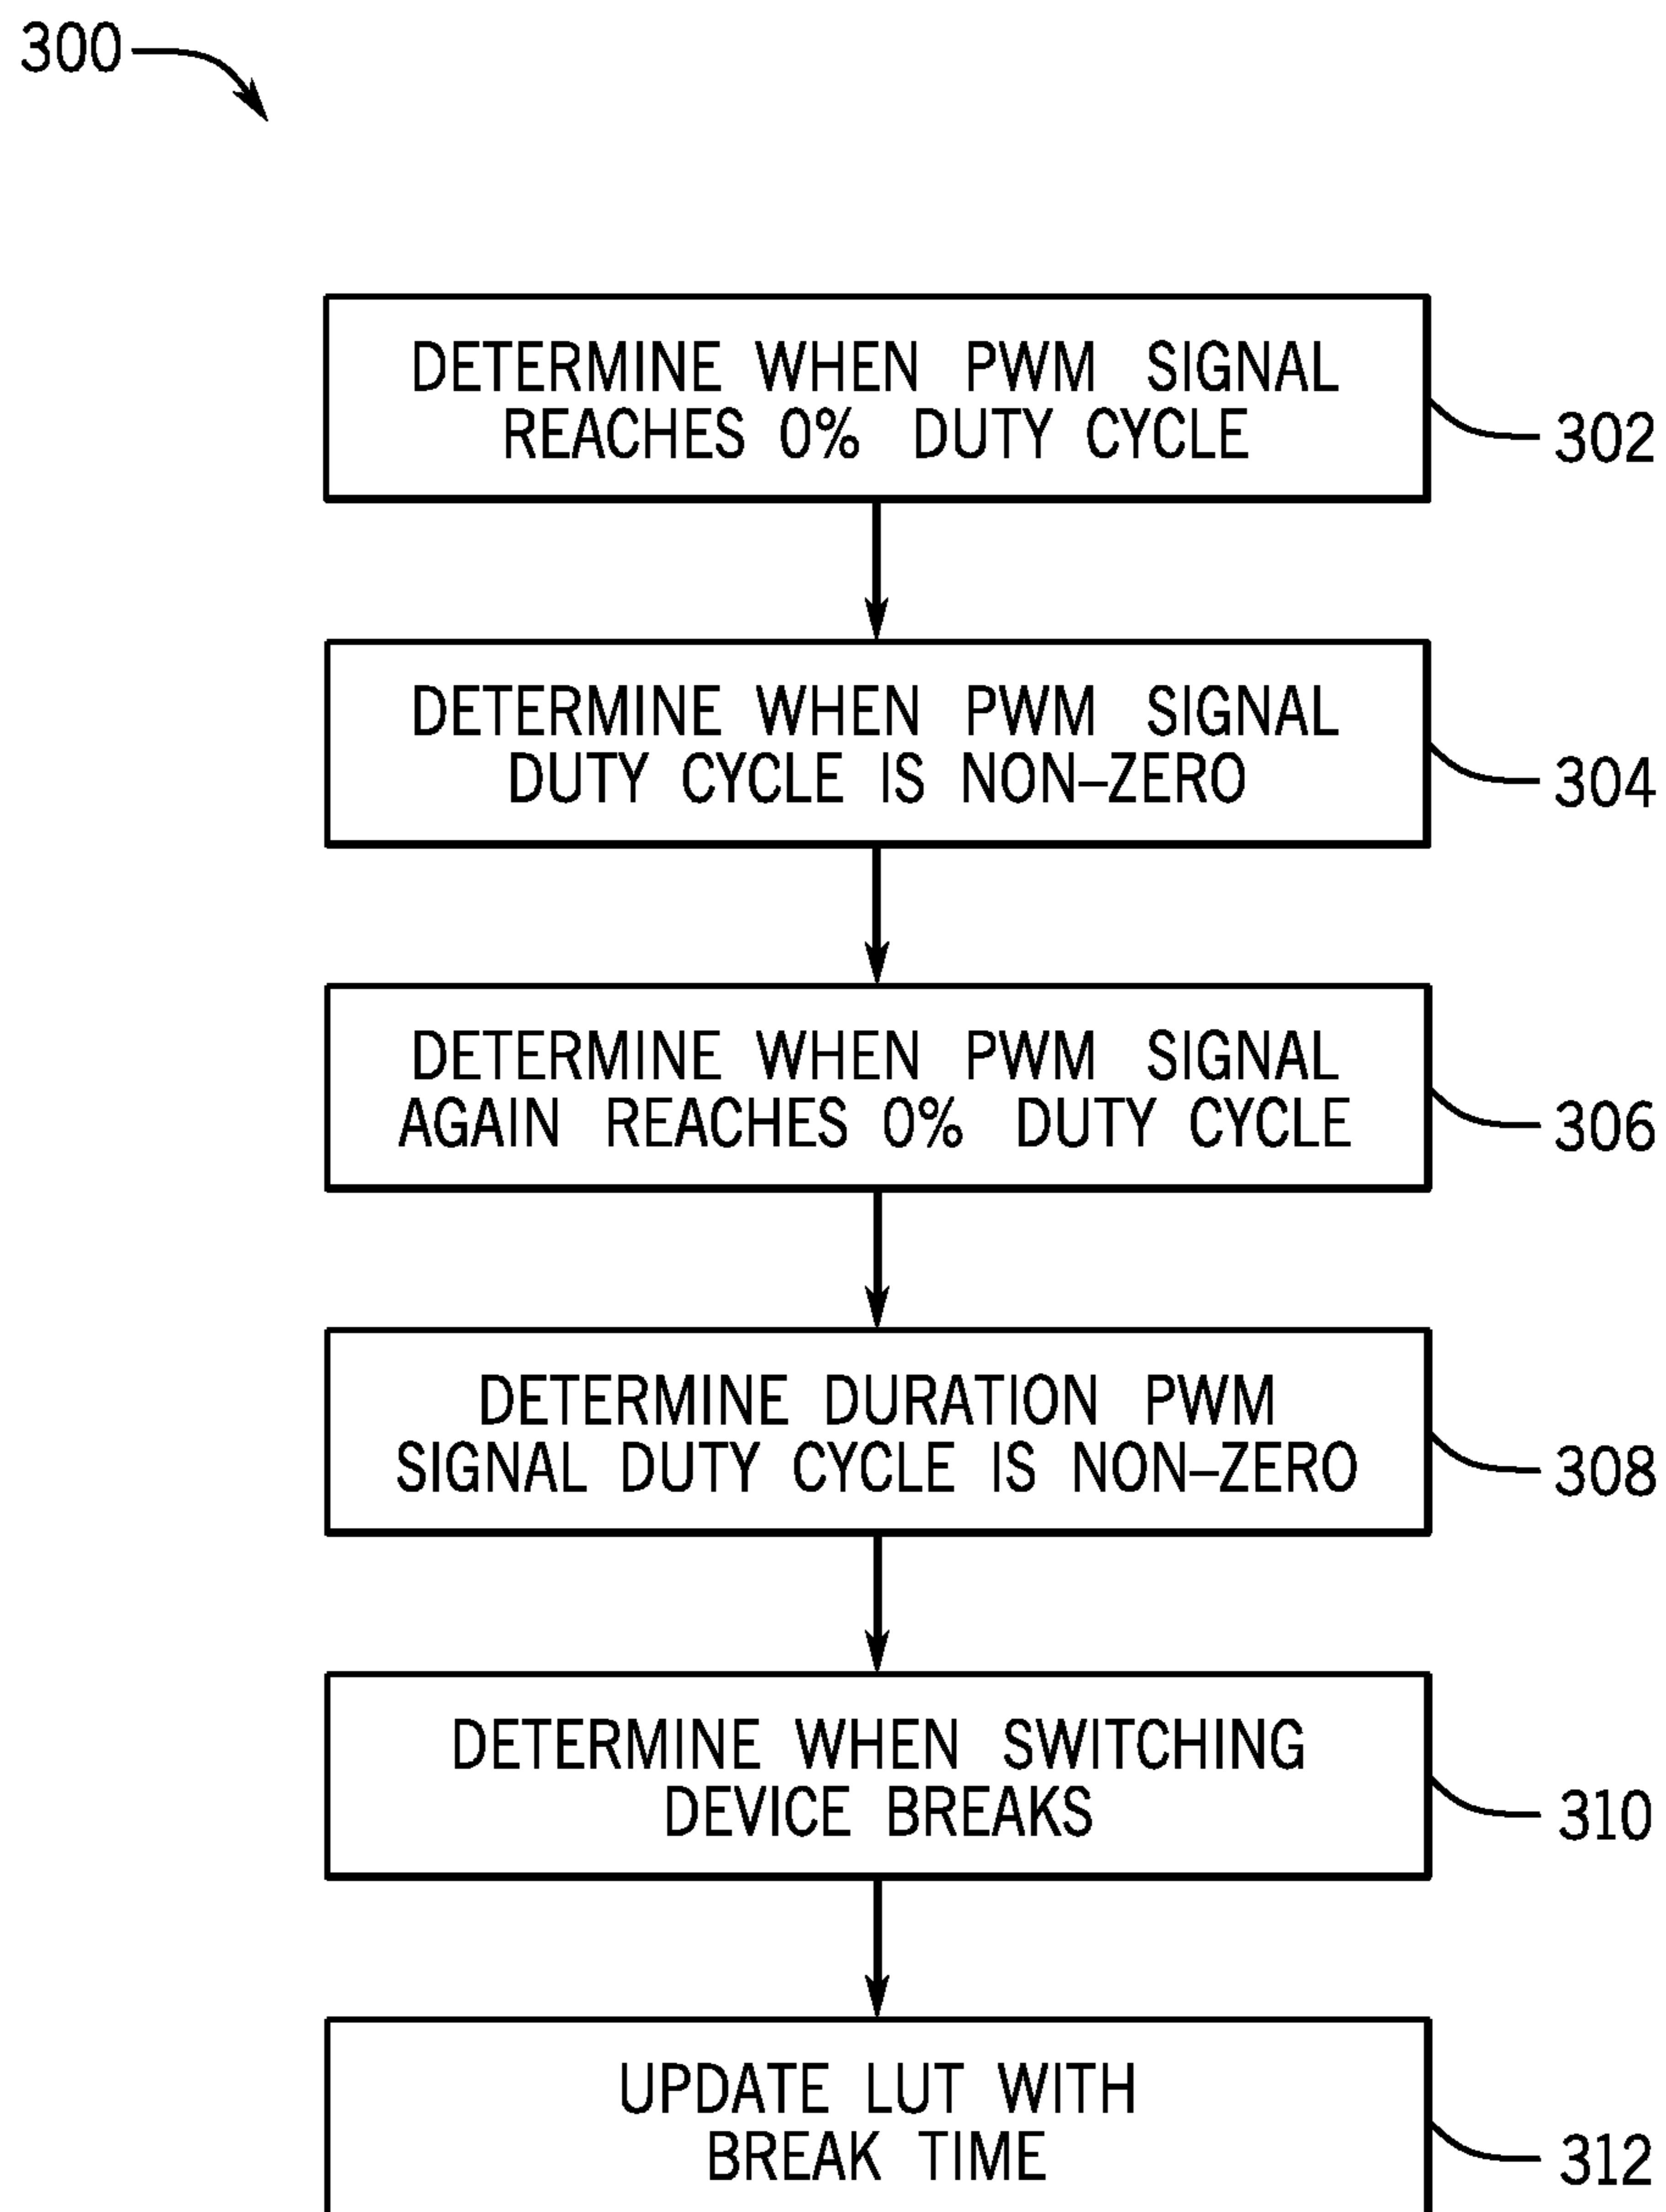 300
DETERMINE WHEN PWM SIGNAL
REACHES 0% DUTY CYCLE
302
DETERMINE WHEN PWM SIGNAL
DUTY CYCLE IS NON-ZERO
304
DETERMINE WHEN PWM SIGNAL
AGAIN REACHES 0% DUTY CYCLE
306
DETERMINE DURATION PWM
SIGNAL DUTY CYCLE IS NON-ZERO
308
DETERMINE WHEN SWITCHING
DEVICE BREAKS
310
UPDATE LUT WITH
BREAK TIME
312